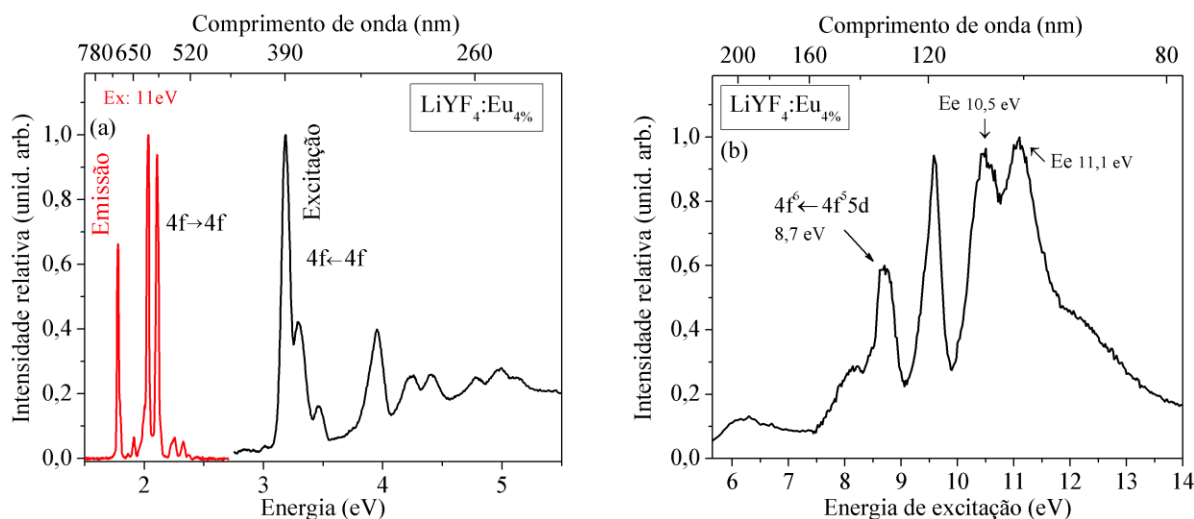 Comprimento de onda (nm)
780 650 520 390 260
Ex: 11eV
LiYF₄:Eu₄%
(a)
Emissão
4f→4f
Excitação
4f←4f
Intensidade relativa (unid. arb.)
1,0
0,8
0,6
0,4
0,2
0,0
2 3 4 5
Energia (eV)
Comprimento de onda (nm)
200 160 120 80
LiYF₄:Eu₄%
Ee 10,5 eV
(b)
Ee 11,1 eV
4f⁶←4f⁵5d
8,7 eV
Intensidade relativa (unid. arb.)
1,0
0,8
0,6
0,4
0,2
0,0
6 7 8 9 10 11 12 13 14
Energia de excitação (eV)